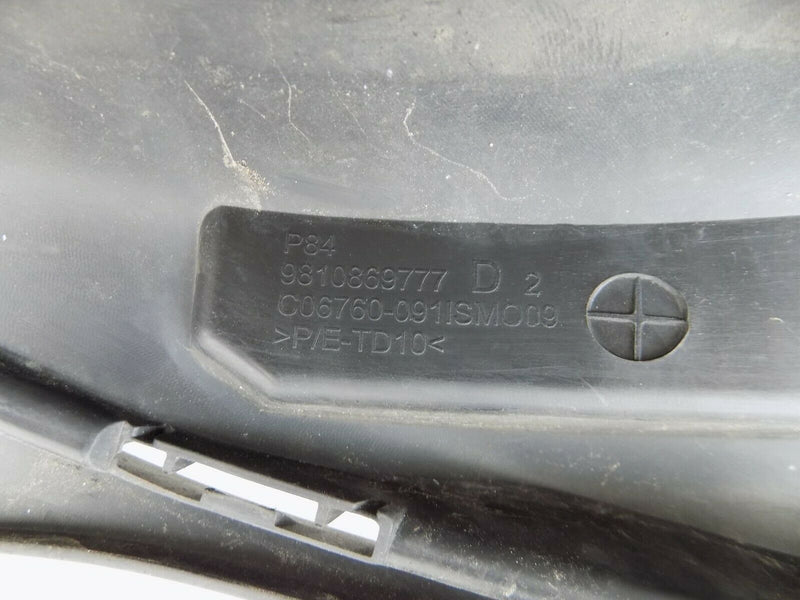 P84
9810869777 D 2
C06760-091ISMO09
>P/E-TD10<